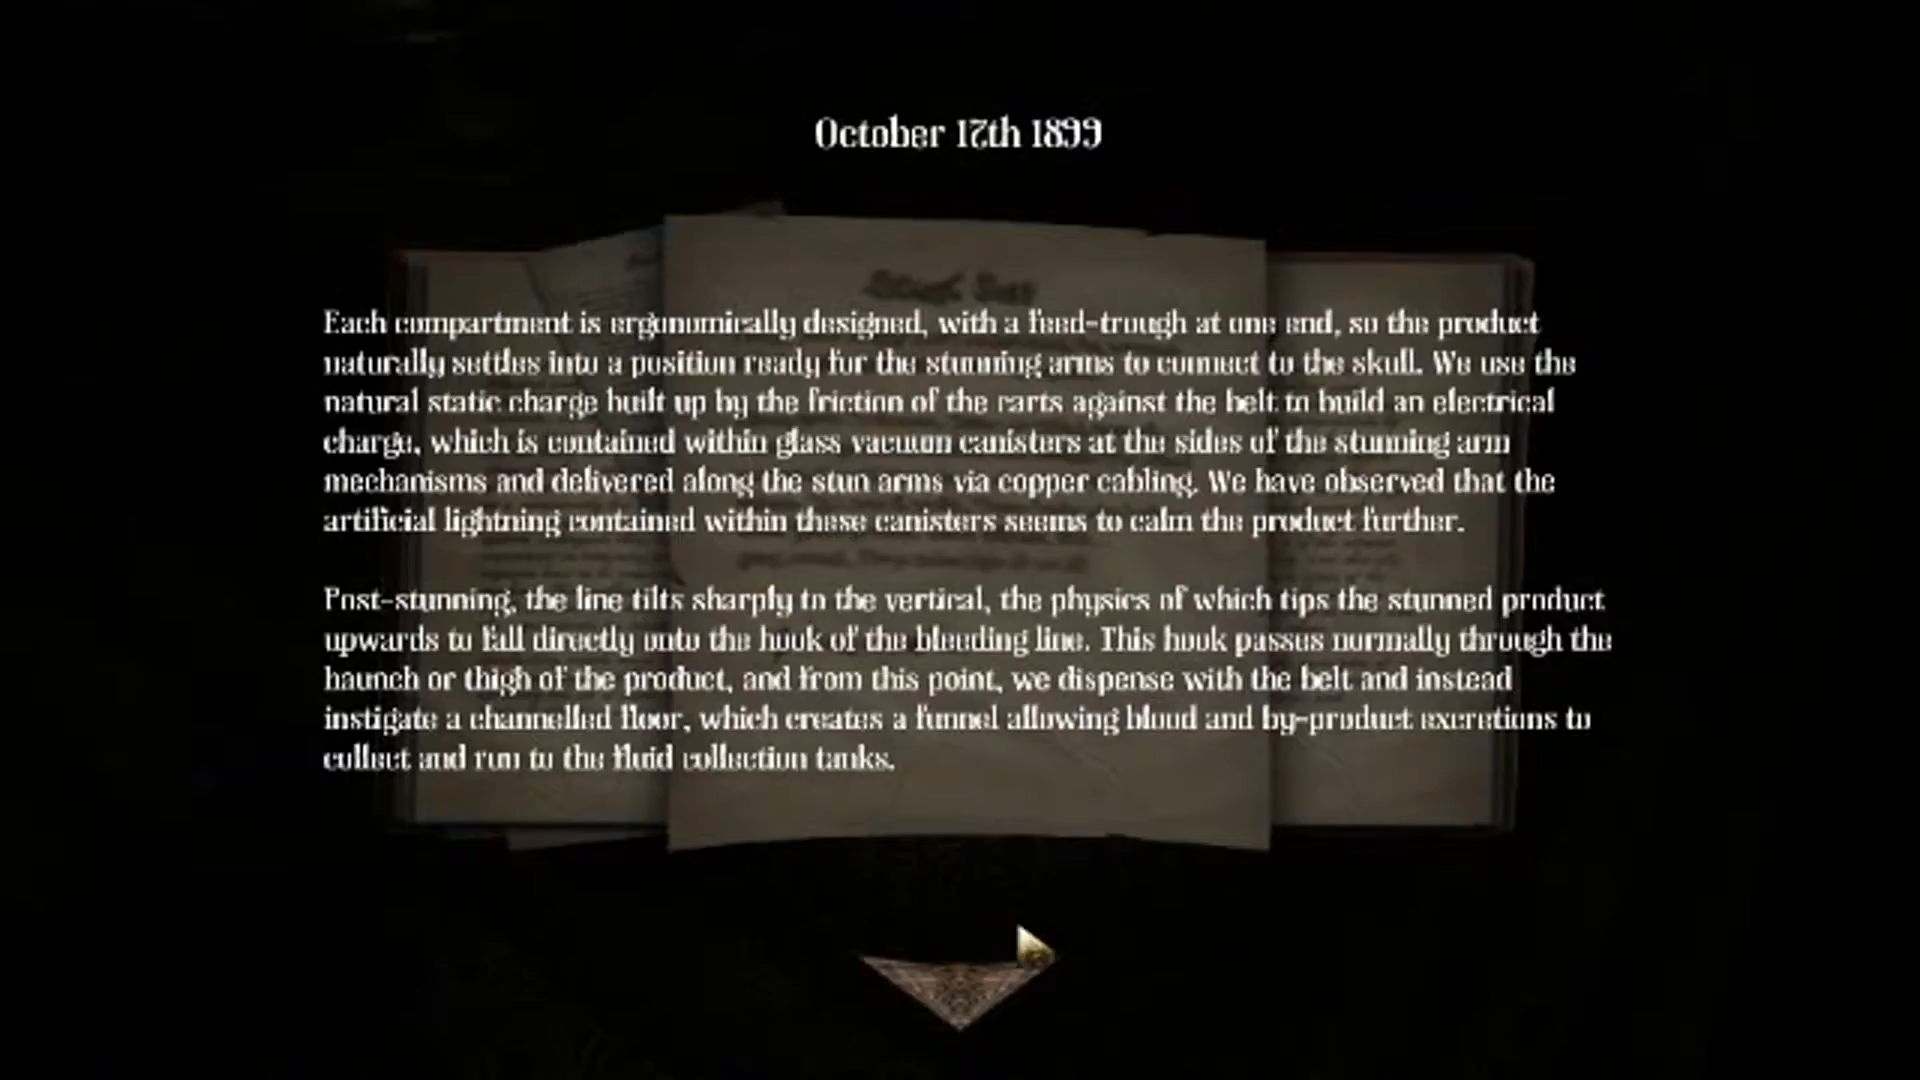 October 17th 1899
Each compartment is ergonomically designed, with a feed-trough at one end, so the product
naturally settles into a position ready for the stunning arms to connect to the skull. We use the
natural static charge built up by the friction of the carts against the belt to build an electrical
charge, which is contained within glass vacuum canisters at the sides of the stunning arm
mechanisms and delivered along the stun arms via copper cabling. We have observed that the
artificial lightning contained within these canisters seems to calm the product further.
Post-stunning, the line tilts sharply to the vertical, the physics of which tips the stunned product
upwards to fall directly onto the hook of the bleeding line. This hook passes normally through the
haunch or thigh of the product, and from this point, we dispense with the belt and instead
instigate a channelled floor, which creates a funnel allowing blood and by-product excretions to
collect and run to the fluid collection tanks.